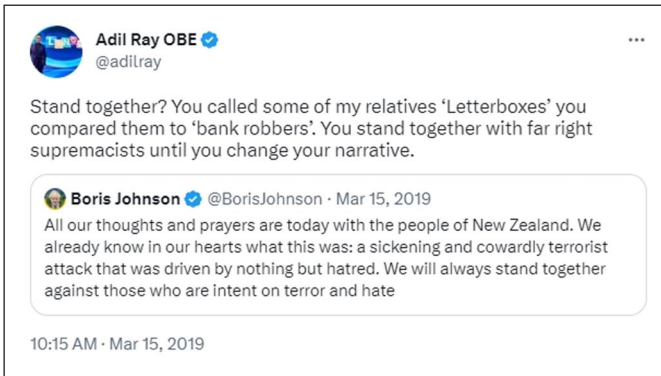 Adil Ray OBE
@adilray
Stand together? You called some of my relatives ‘Letterboxes’ you
compared them to ‘bank robbers’. You stand together with far right
supremacists until you change your narrative.
Boris Johnson @BorisJohnson · Mar 15, 2019
All our thoughts and prayers are today with the people of New Zealand. We
already know in our hearts what this was: a sickening and cowardly terrorist
attack that was driven by nothing but hatred. We will always stand together
against those who are intent on terror and hate
10:15 AM · Mar 15, 2019